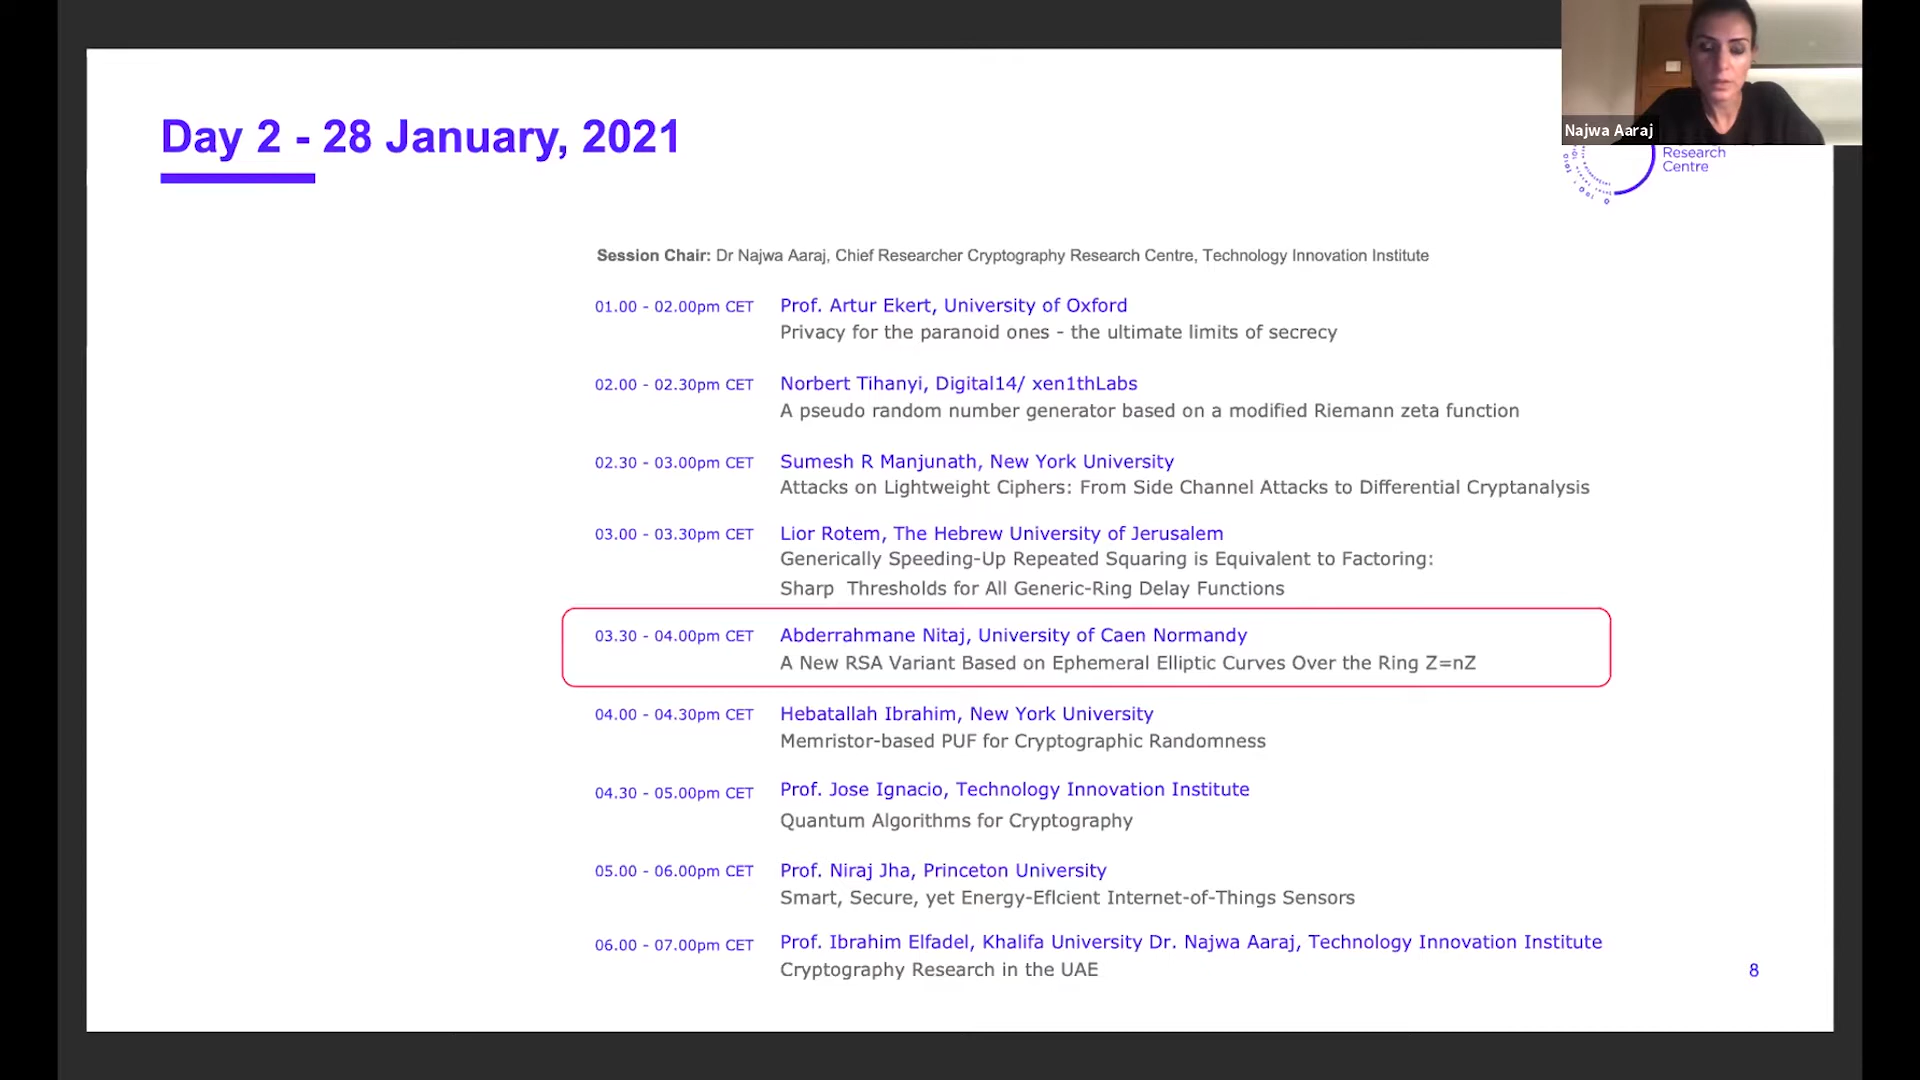 Najwa Aaraj
Research
Centre
Day 2 - 28 January, 2021
Session Chair: Dr Najwa Aaraj, Chief Researcher Cryptography Research Centre, Technology Innovation Institute
01.00 - 02.00pm CET Prof. Artur Ekert, University of Oxford
Privacy for the paranoid ones - the ultimate limits of secrecy
02.00 - 02.30pm CET Norbert Tihanyi, Digital14/ xen1thLabs
A pseudo random number generator based on a modified Riemann zeta function
02.30 - 03.00pm CET Sumesh R Manjunath, New York University
Attacks on Lightweight Ciphers: From Side Channel Attacks to Differential Cryptanalysis
03.00 - 03.30pm CET Lior Rotem, The Hebrew University of Jerusalem
Generically Speeding-Up Repeated Squaring is Equivalent to Factoring:
Sharp Thresholds for All Generic-Ring Delay Functions
03.30 - 04.00pm CET Abderrahmane Nitaj, University of Caen Normandy
A New RSA Variant Based on Ephemeral Elliptic Curves Over the Ring Z=nZ
04.00 - 04.30pm CET Hebatallah Ibrahim, New York University
Memristor-based PUF for Cryptographic Randomness
04.30 - 05.00pm CET Prof. Jose Ignacio, Technology Innovation Institute
Quantum Algorithms for Cryptography
05.00 - 06.00pm CET Prof. Niraj Jha, Princeton University
Smart, Secure, yet Energy-Eflcient Internet-of-Things Sensors
06.00 - 07.00pm CET Prof. Ibrahim Elfadel, Khalifa University Dr. Najwa Aaraj, Technology Innovation Institute
Cryptography Research in the UAE
8